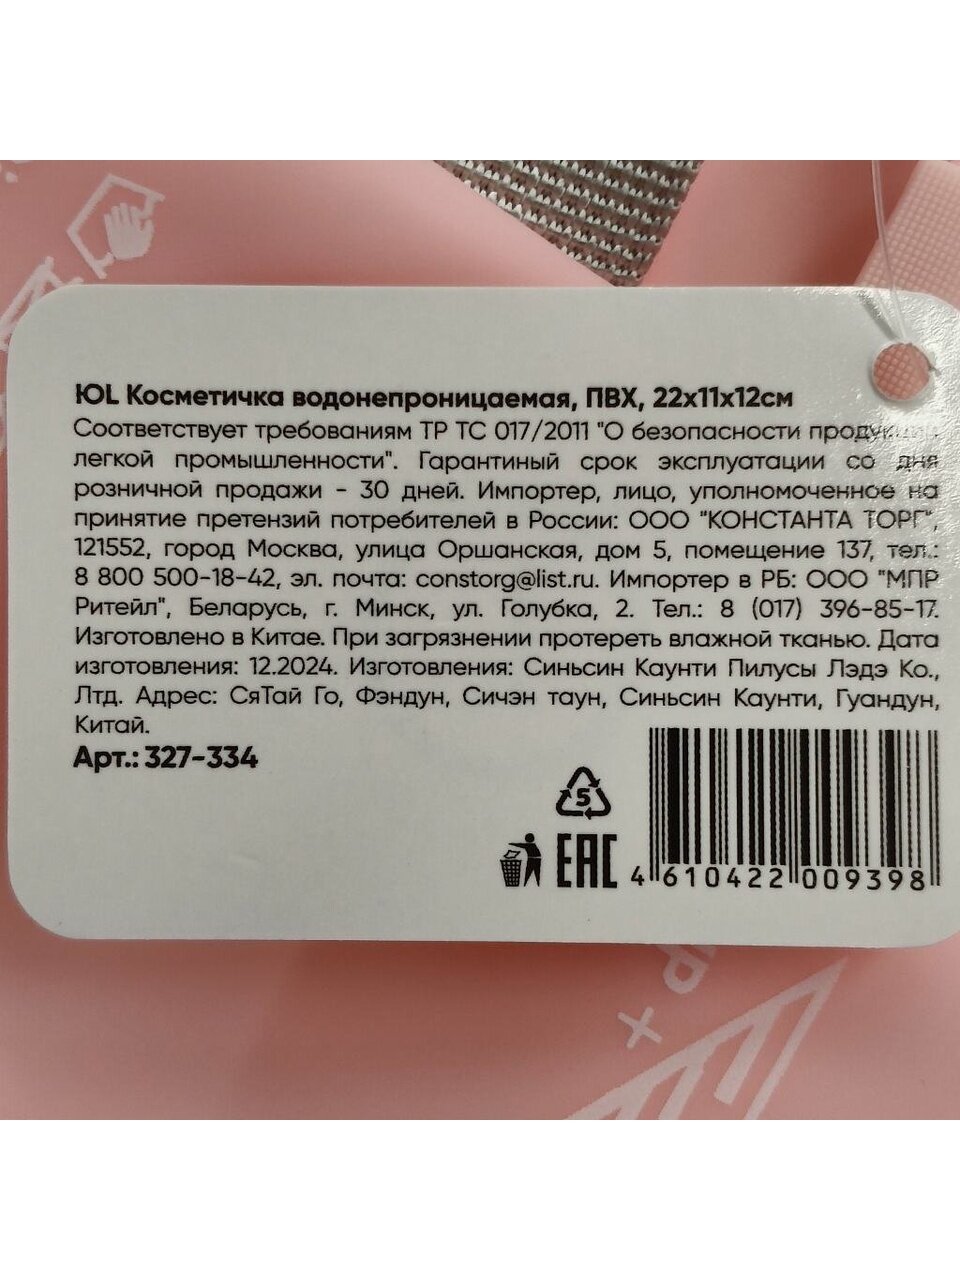 ЮL Косметичка водонепроницаемая, ПВХ, 22х11х12см
Соответствует требованиям ТР ТС 017/2011 "О безопасности продукции
легкой промышленности". Гарантиный срок эксплуатации со дня
розничной продажи - 30 дней. Импортер, лицо, уполномоченное на
принятие претензий потребителей в России: ООО "КОНСТАНТА ТОРГ",
121552, город Москва, улица Оршанская, дом 5, помещение 137, тел.:
8 800 500-18-42, эл. почта: constorg@list.ru. Импортер в РБ: ООО "МПР
Ритейл", Беларусь, г. Минск, ул. Голубка, 2. Тел.: 8 (017) 396-85-17.
Изготовлено в Китае. При загрязнении протереть влажной тканью. Дата
изготовления: 12.2024. Изготовления: Синьсин Каунти Пилусы Лэдэ Ко.,
Лтд. Адрес: СяТай Го, Фэндун, Сичэн таун, Синьсин Каунти, Гуандун,
Китай.
Арт.: 327-334
5
EAC
4 610422 009398